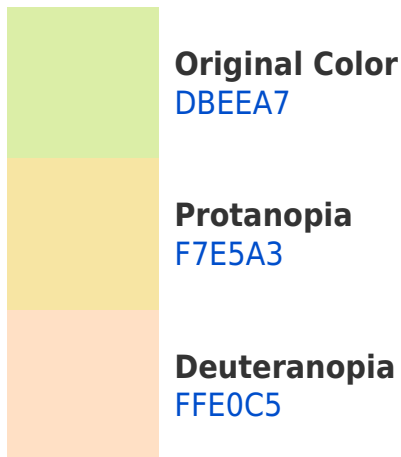 Original Color
DBEEA7
Protanopia
F7E5A3
Deuteranopia
FFE0C5